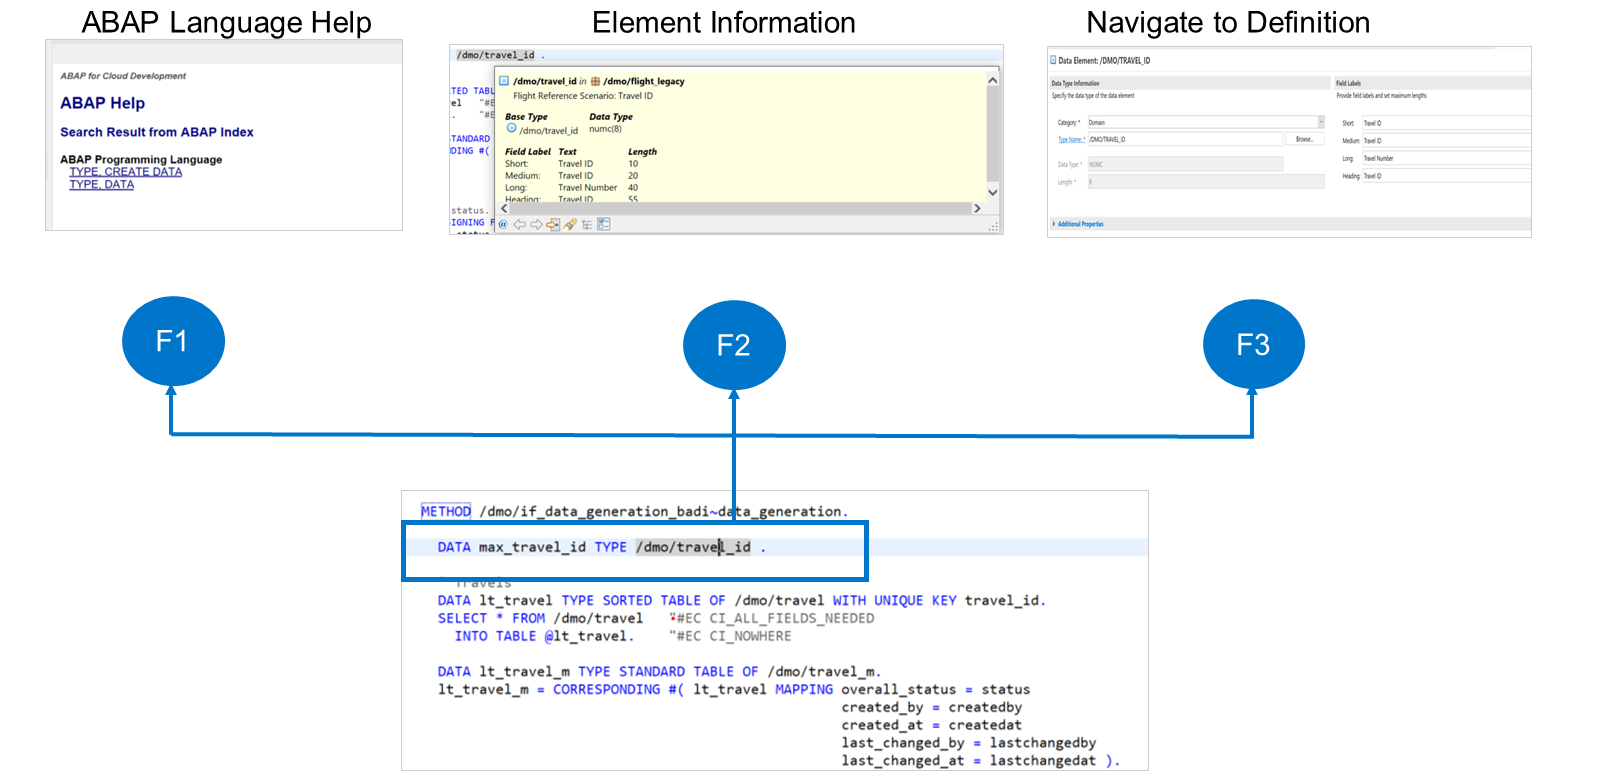 ABAP Language Help
Element Information
Navigate to Definition
ABAP for Cloud Development
ABAP Help
Search Result from ABAP Index
ABAP Programming Language
TYPE, CREATE DATA
TYPE, DATA
/dmo/travel_id .
/dmo/travel_id in /dmo/flight_legacy
Flight Reference Scenario: Travel ID
Base Type Data Type
/dmo/travel_id numc(8)
Field Label Text Length
Short: Travel ID 10
Medium: Travel ID 20
Long: Travel Number 40
Heading: Travel ID 55
status.
Data Element: /DMO/TRAVEL_ID
Data Type Information
Specify the data type of the data element
Category: * Domain
Type Name: * /DMO/TRAVEL_ID Browse...
Data Type: * NUMC
Length: * 8
Additional Properties
Field Labels
Provide field labels and set maximum lengths
Short: Travel ID
Medium: Travel ID
Long: Travel Number
Heading: Travel ID
F1
F2
F3
METHOD /dmo/if_data_generation_badi~data_generation.
DATA max_travel_id TYPE /dmo/travel_id .
Travels
DATA lt_travel TYPE SORTED TABLE OF /dmo/travel WITH UNIQUE KEY travel_id.
SELECT * FROM /dmo/travel "#EC CI_ALL_FIELDS_NEEDED
INTO TABLE @lt_travel. "#EC CI_NOWHERE
DATA lt_travel_m TYPE STANDARD TABLE OF /dmo/travel_m.
lt_travel_m = CORRESPONDING #( lt_travel MAPPING overall_status = status
created_by = createdby
created_at = createdat
last_changed_by = lastchangedby
last_changed_at = lastchangedat ).